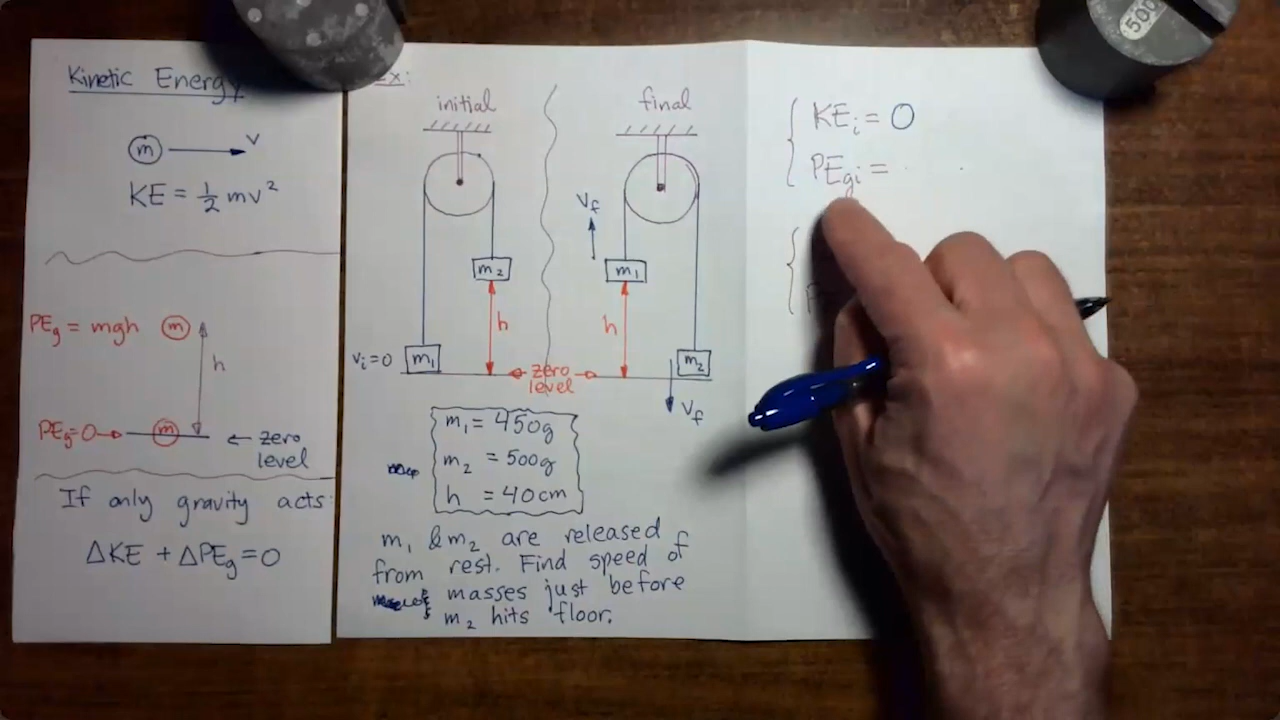 Kinetic Energy
m
v
KE = ½ mv²
PEg = mgh
m
h
PEg=0
m
← zero
level
If only gravity acts:
ΔKE + ΔPEg = 0
Ex:
initial
m₂
h
vᵢ=0
m₁
zero
level
final
Vf
m₁
h
m₂
Vf
m₁ = 450g
m₂ = 500g
h = 40cm
m₁ & m₂ are released
from rest. Find speed of
masses just before
m₂ hits floor.
KEᵢ = 0
PEgᵢ =
500